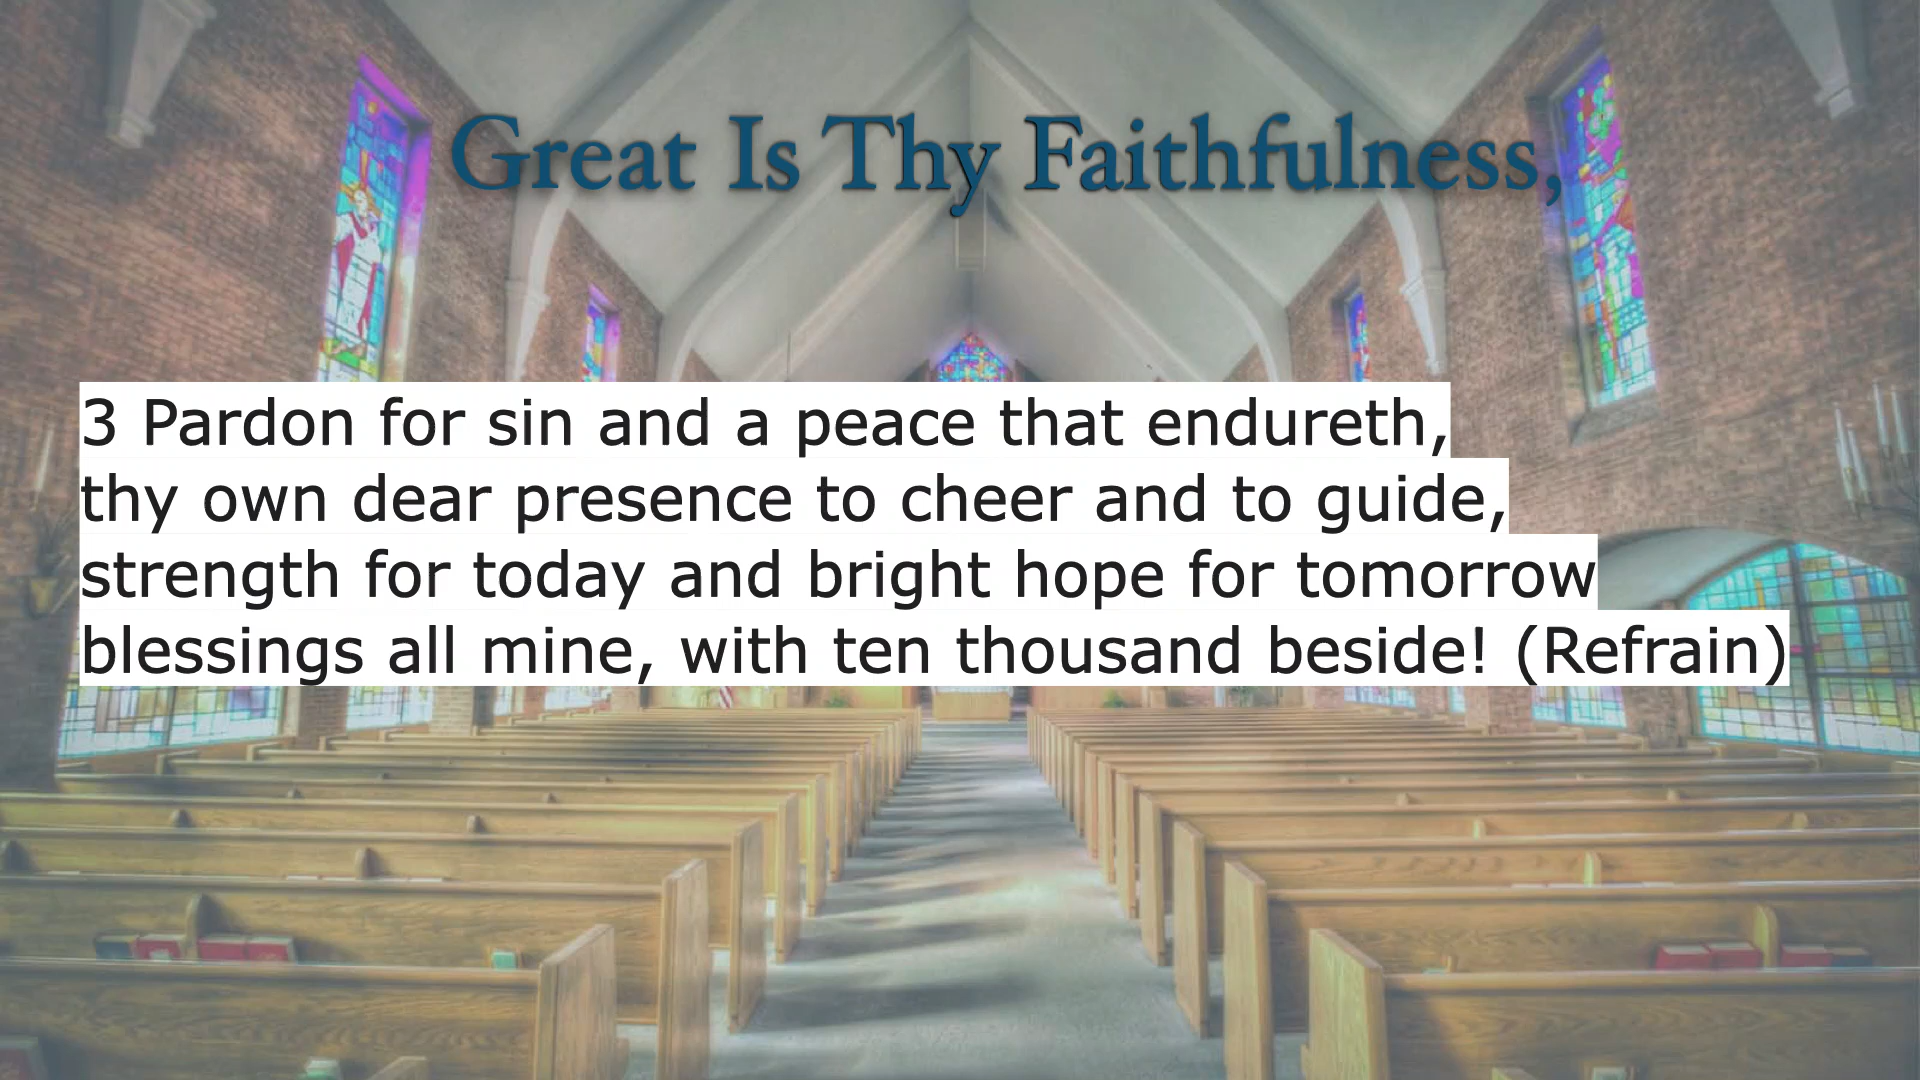 Great Is Thy Faithfulness,
3 Pardon for sin and a peace that endureth,
thy own dear presence to cheer and to guide,
strength for today and bright hope for tomorrow
blessings all mine, with ten thousand beside! (Refrain)